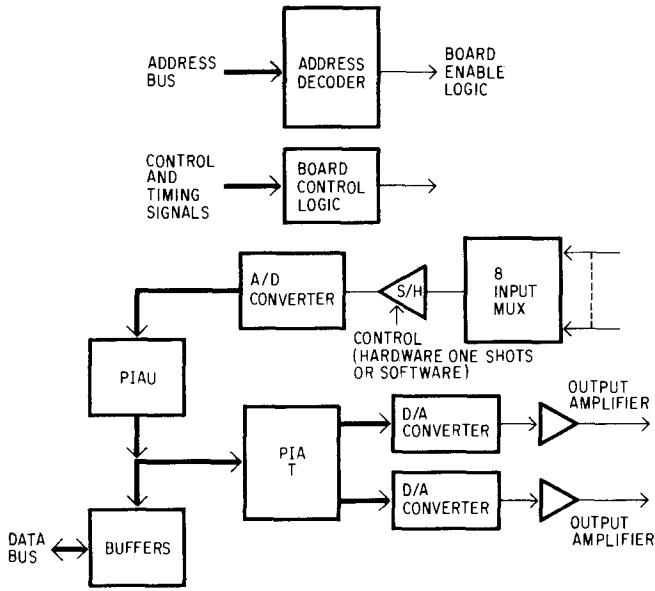 ADDRESS
BUS
ADDRESS
DECODER
BOARD
ENABLE
LOGIC
CONTROL
AND
TIMING
SIGNALS
BOARD
CONTROL
LOGIC
A/D
CONVERTER
S/H
8
INPUT
MUX
CONTROL
(HARDWARE ONE SHOTS
OR SOFTWARE)
PIAU
PIA
T
D/A
CONVERTER
OUTPUT
AMPLIFIER
D/A
CONVERTER
OUTPUT
AMPLIFIER
DATA
BUS
BUFFERS